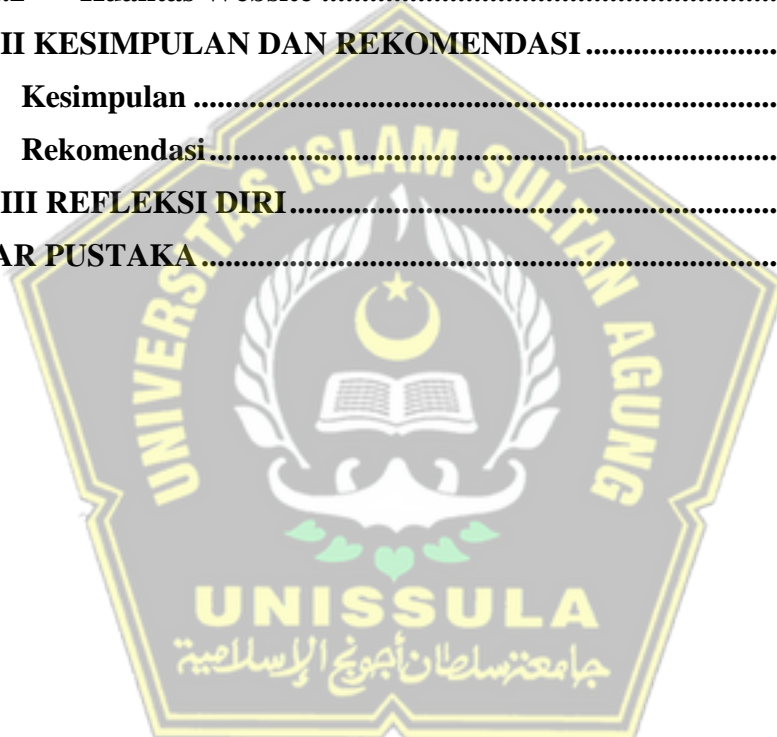 II KESIMPULAN DAN REKOMENDASI ....................
Kesimpulan ....................
Rekomendasi ....................
III REFLEKSI DIRI ....................
AR PUSTAKA ....................
UNIVERSITAS ISLAM SULTAN AGUNG
UNISSULA
جامعة سلطان أجونج الإسلامية